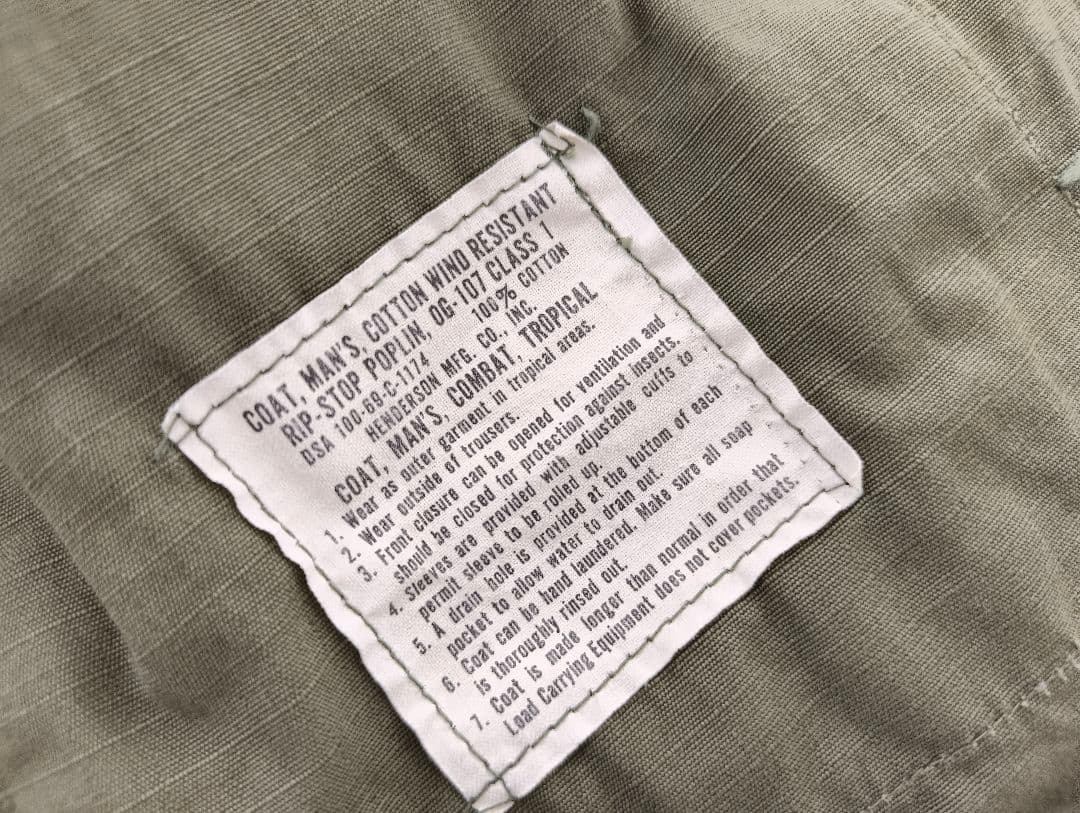 COAT, MAN'S, COTTON WIND RESISTANT
RIP-STOP POPLIN, OG-107 CLASS 1
DSA 100-69-C-1174 100% COTTON
HENDERSON MFG. CO., INC.
COAT, MAN'S, COMBAT, TROPICAL
1. Wear as outer garment in tropical areas.
2. Wear outside of trousers.
3. Front closure can be opened for ventilation and
should be closed for protection against insects.
4. Sleeves are provided with adjustable cuffs to
permit sleeve to be rolled up.
5. A drain hole is provided at the bottom of each
pocket to allow water to drain out.
6. Coat can be hand laundered. Make sure all soap
is thoroughly rinsed out.
7. Coat is made longer than normal in order that
Load Carrying Equipment does not cover pockets.